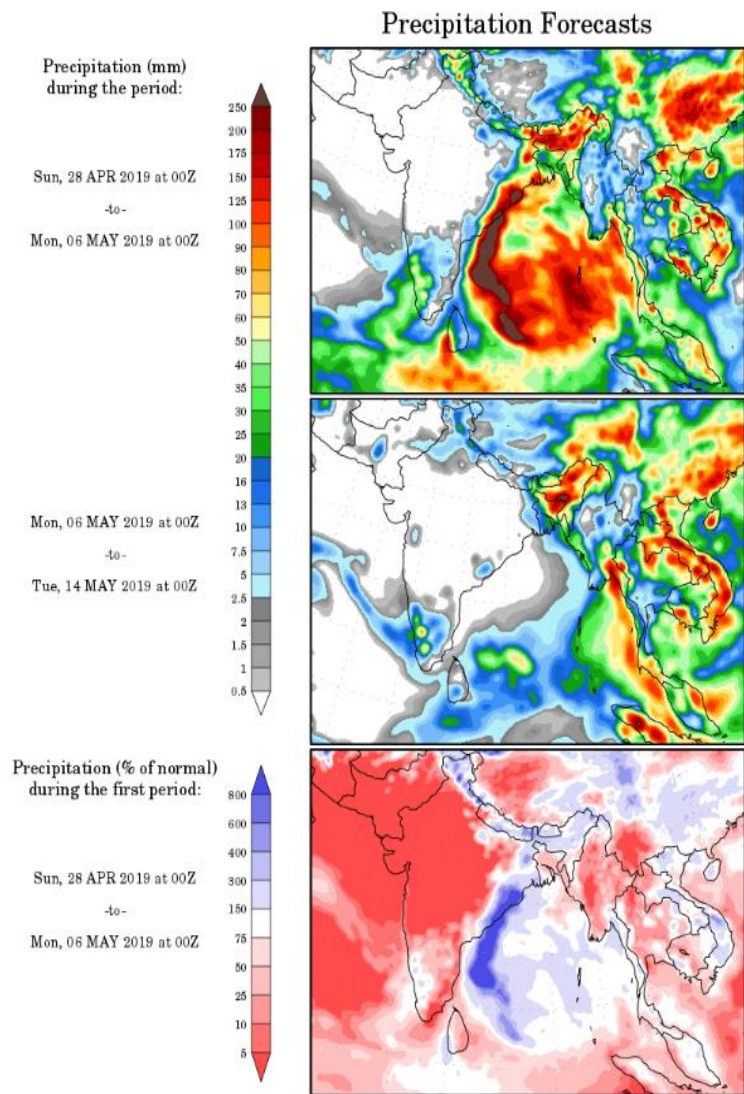 Precipitation Forecasts
Precipitation (mm)
during the period:
Sun, 28 APR 2019 at 00Z
-to-
Mon, 06 MAY 2019 at 00Z
250
200
175
150
125
100
90
80
70
60
50
40
35
30
25
20
16
13
10
7.5
5
2.5
2
1.5
1
0.5
Mon, 06 MAY 2019 at 00Z
-to-
Tue, 14 MAY 2019 at 00Z
Precipitation (% of normal)
during the first period:
Sun, 28 APR 2019 at 00Z
-to-
Mon, 06 MAY 2019 at 00Z
800
600
400
300
150
75
50
25
10
5